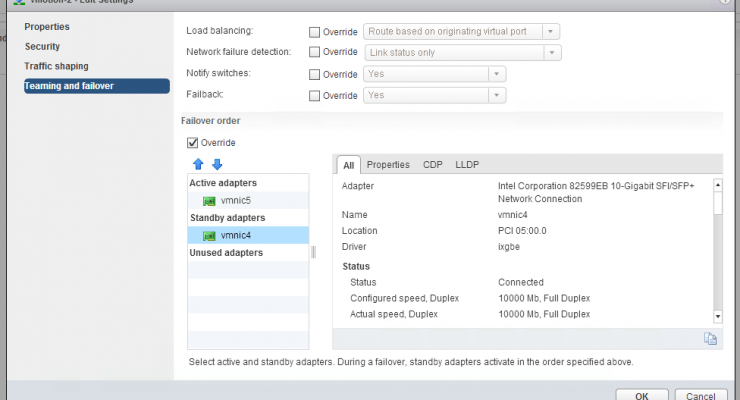 vmotion-2 - Edit Settings
Properties
Security
Traffic shaping
Teaming and failover
Load balancing: Override Route based on originating virtual port
Network failure detection: Override Link status only
Notify switches: Override Yes
Failback: Override Yes
Failover order
Override
All Properties CDP LLDP
Active adapters
vmnic5
Standby adapters
vmnic4
Unused adapters
Adapter Intel Corporation 82599EB 10-Gigabit SFI/SFP+
Network Connection
Name vmnic4
Location PCI 05:00.0
Driver ixgbe
Status
Status Connected
Configured speed, Duplex 10000 Mb, Full Duplex
Actual speed, Duplex 10000 Mb, Full Duplex
Select active and standby adapters. During a failover, standby adapters activate in the order specified above.
OK Cancel